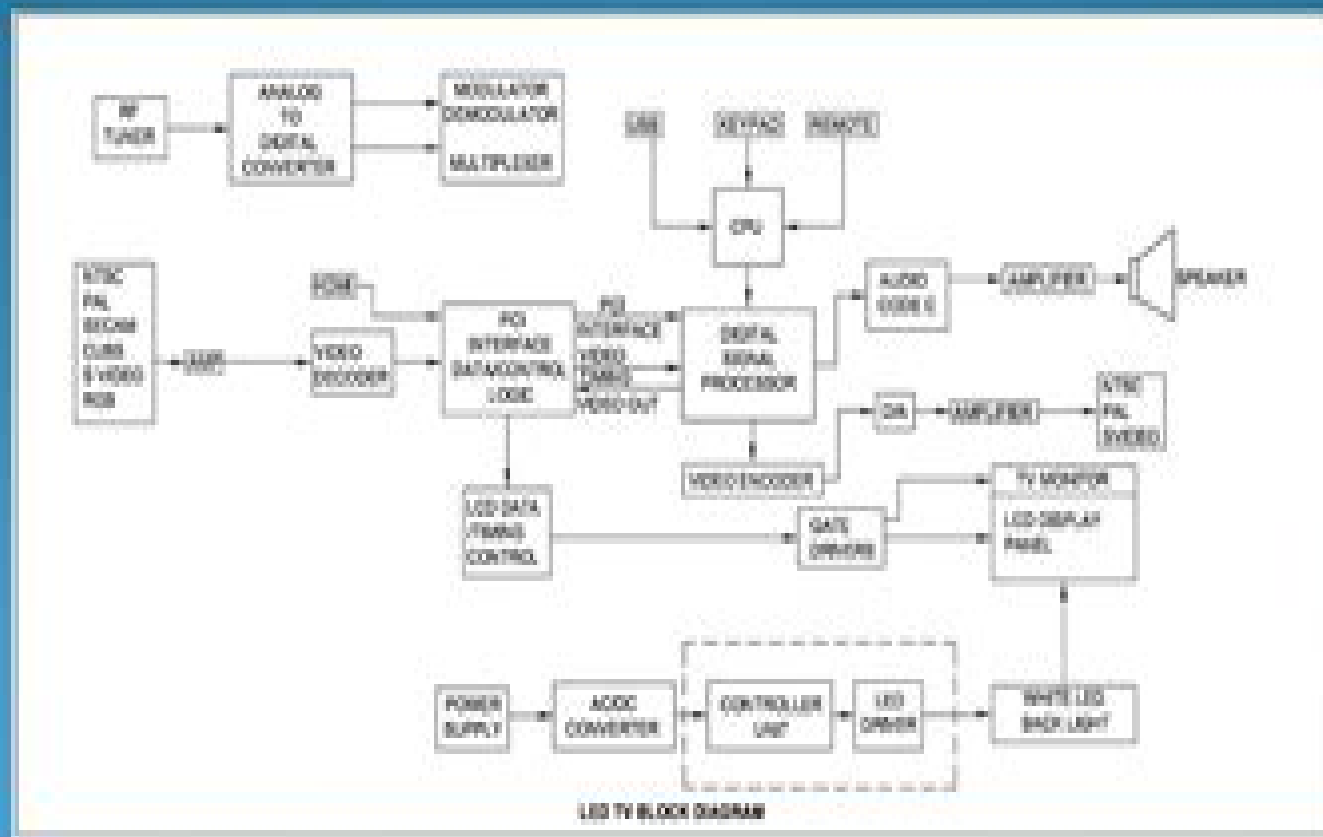 RF
TUNER
ANALOG
TO
DIGITAL
CONVERTER
MODULATOR
DEMODULATOR
MULTIPLEXER
USB
KEYPAD
REMOTE
CPU
NTSC
PAL
SECAM
S VIDEO
RGB
AMP
VIDEO
DECODER
PCI
INTERFACE
DATA/CONTROL
LOGIC
PCI
INTERFACE
VIDEO
TIMING
VIDEO OUT
DIGITAL
SIGNAL
PROCESSOR
AUDIO
CODE C
AMPLIFIER
SPEAKER
VIDEO ENCODER
D/A
AMPLIFIER
NTSC
PAL
SVIDEO
LCD DATA
/TIMING
CONTROL
GATE
DRIVERS
TV MONITOR
LCD DISPLAY
PANEL
POWER
SUPPLY
AC/DC
CONVERTER
CONTROLLER
UNIT
LED
DRIVER
WHITE LED
BACK LIGHT
LED TV BLOCK DIAGRAM